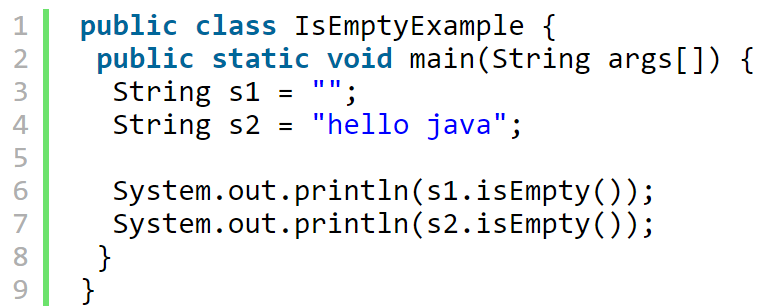 1 public class IsEmptyExample {
2 public static void main(String args[]) {
3 String s1 = "";
4 String s2 = "hello java";
5
6 System.out.println(s1.isEmpty());
7 System.out.println(s2.isEmpty());
8 }
9 }